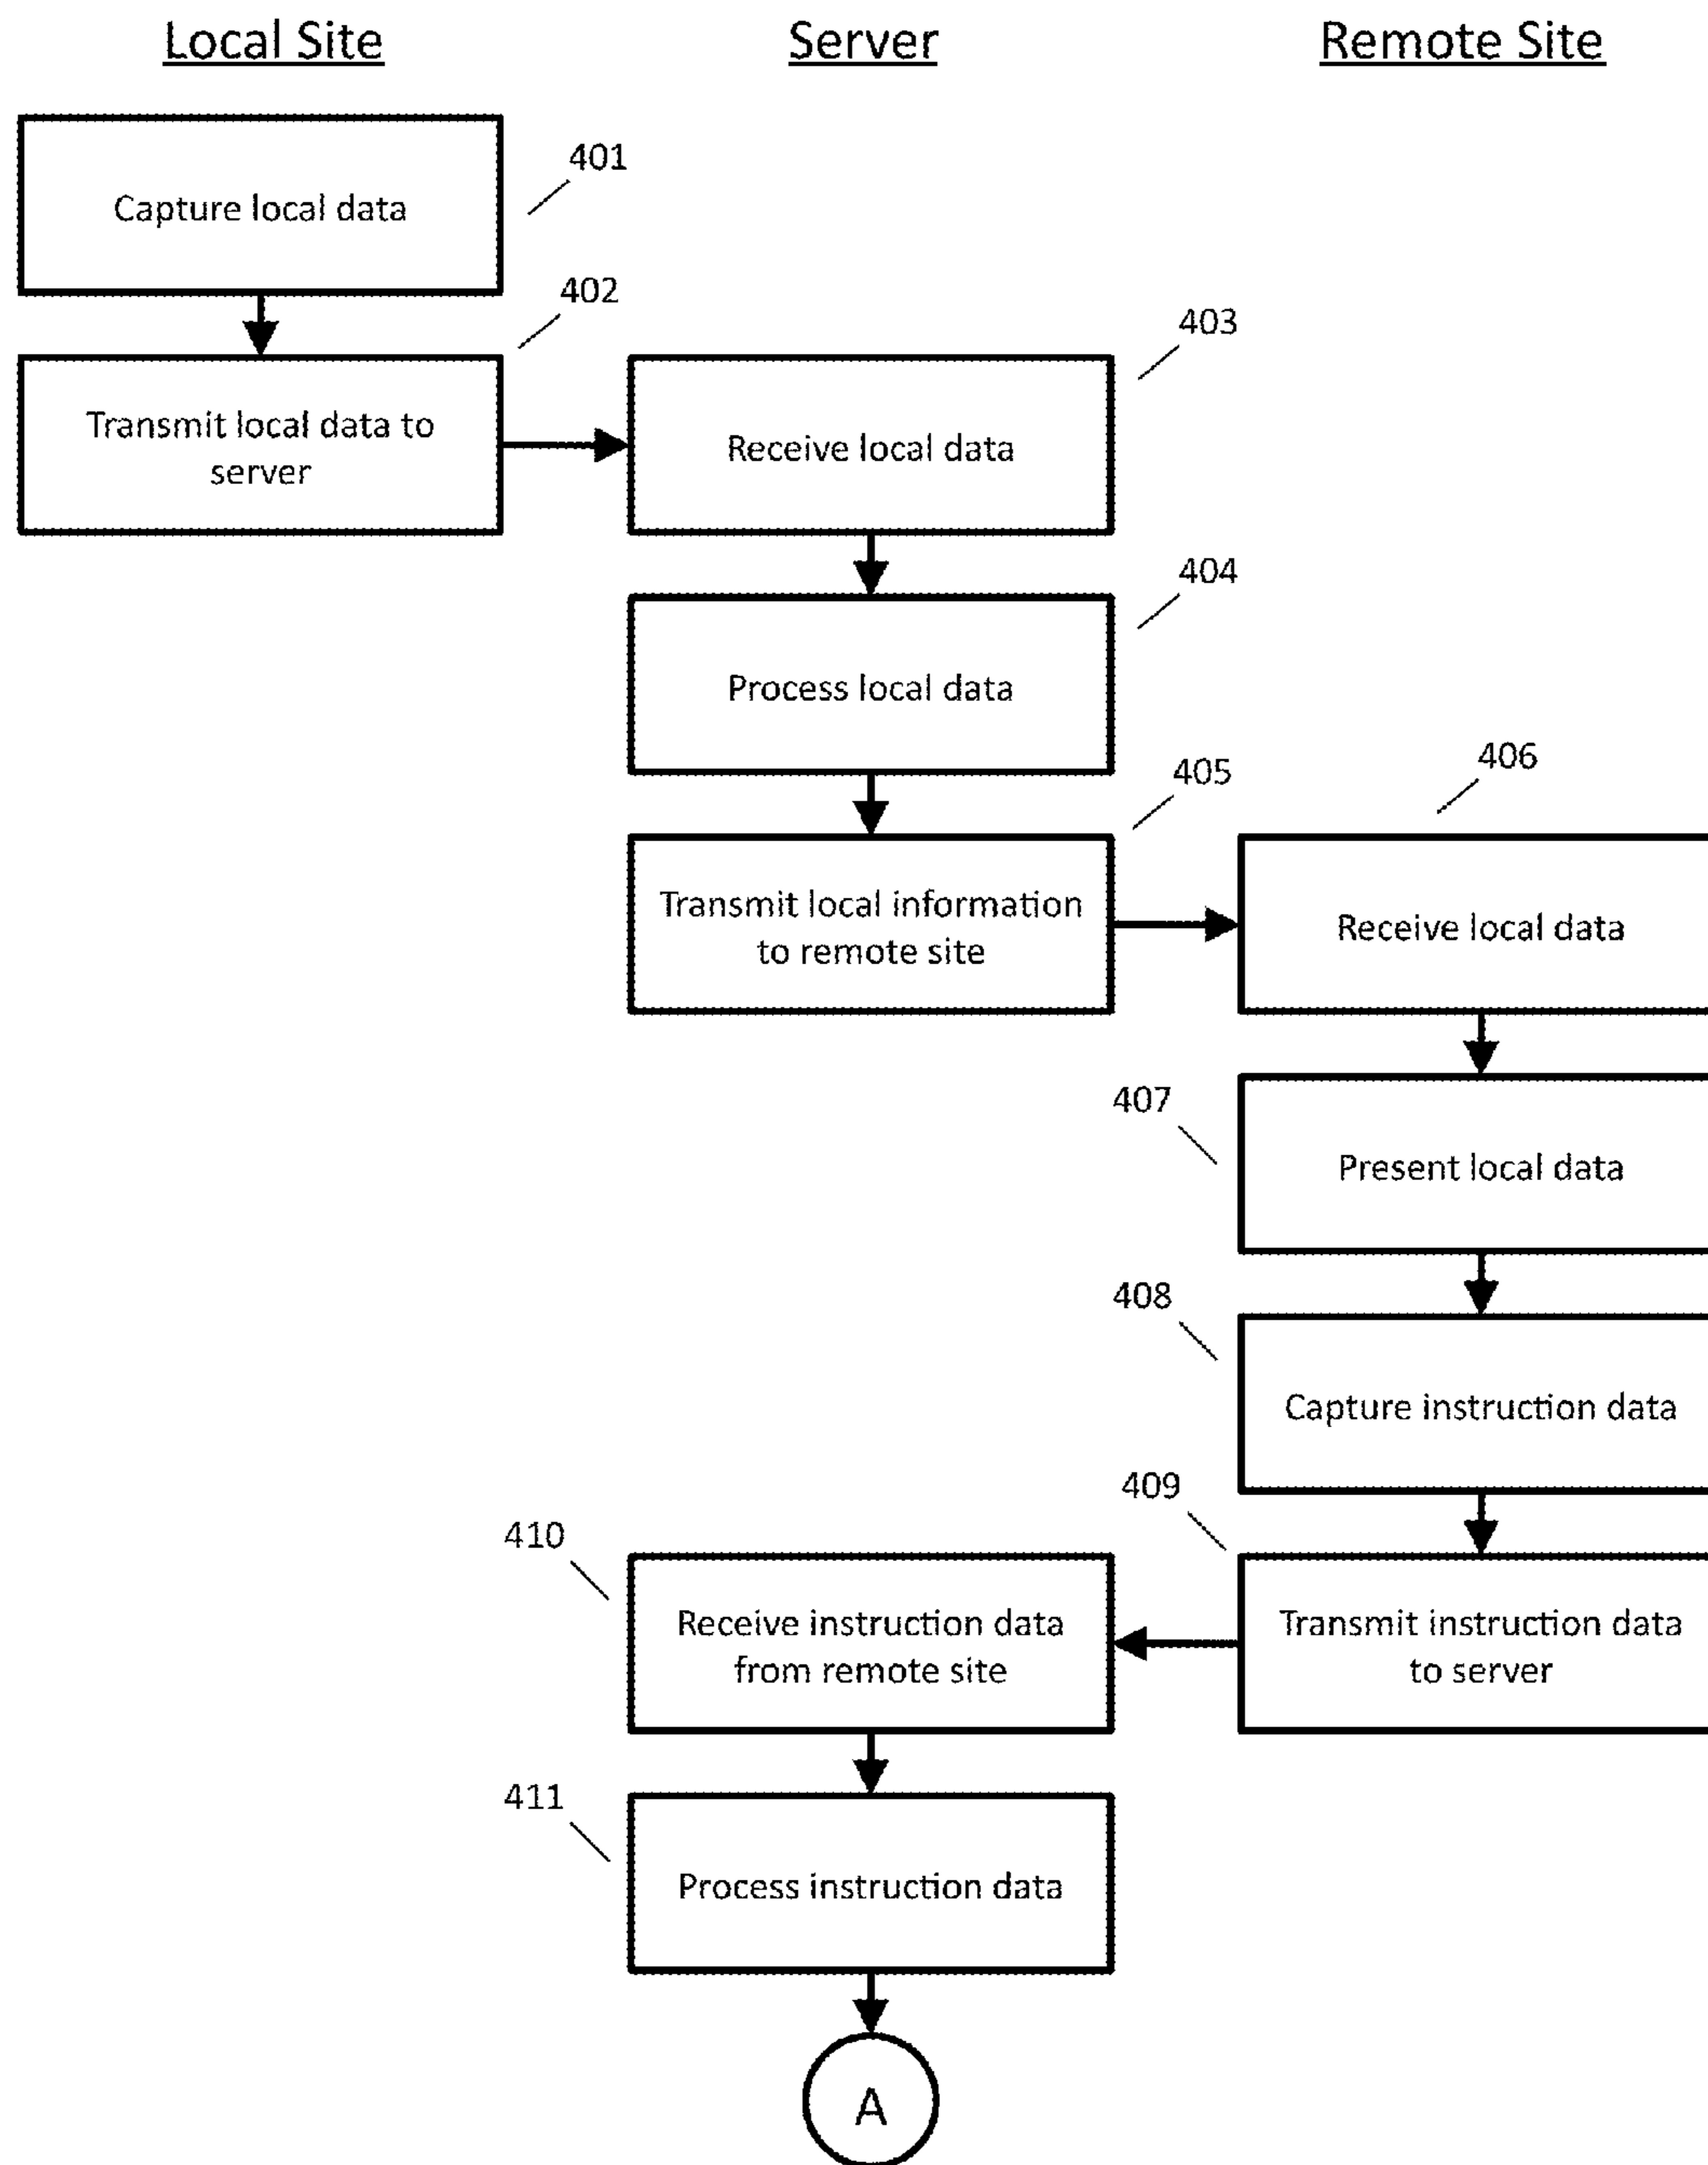 Local Site
Server
Remote Site
401
Capture local data
402
403
Transmit local data to
server
Receive local data
404
Process local data
405
406
Transmit local information
to remote site
Receive local data
407
Present local data
408
Capture instruction data
409
410
Receive instruction data
from remote site
Transmit instruction data
to server
411
Process instruction data
A